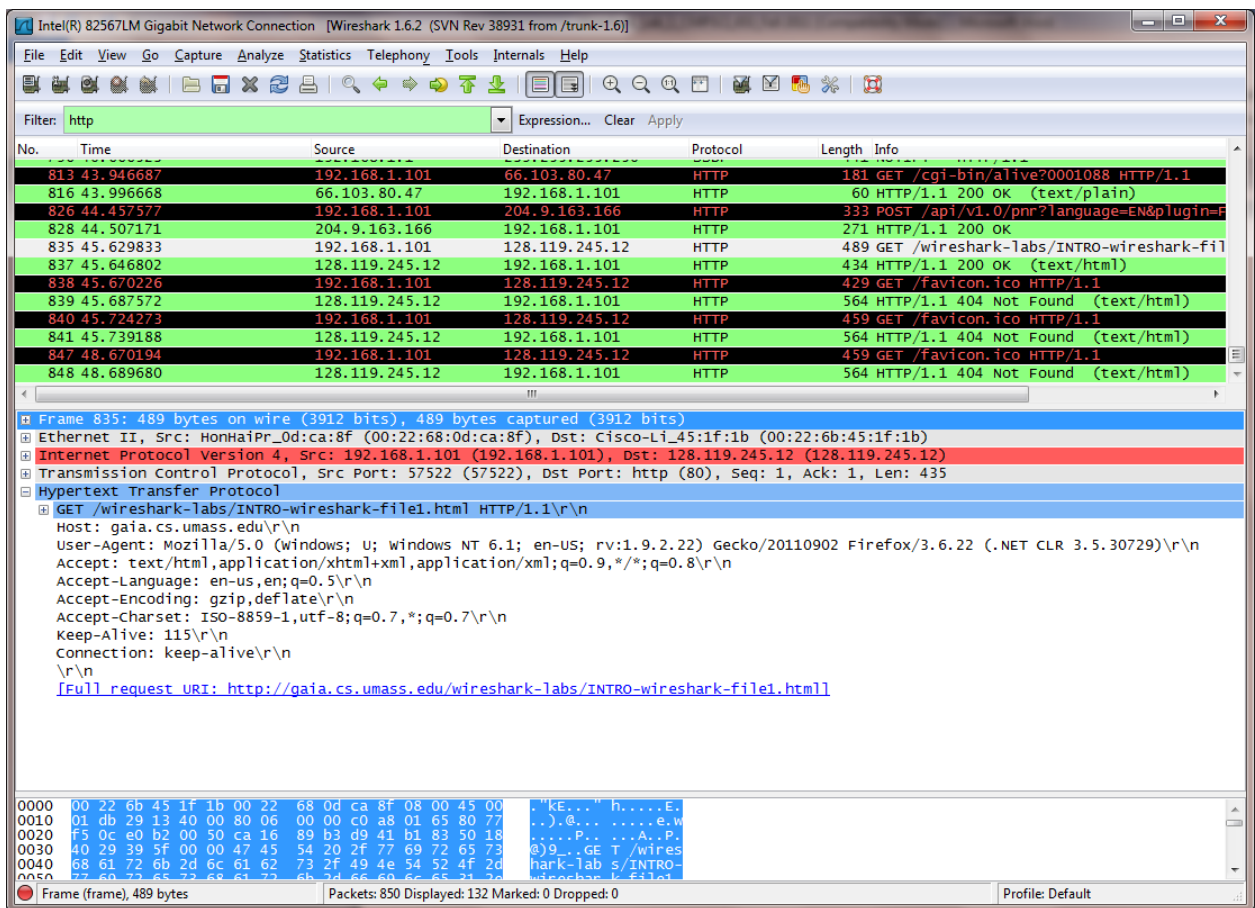 Intel(R) 82567LM Gigabit Network Connection [Wireshark 1.6.2 (SVN Rev 38931 from /trunk-1.6)]
File Edit View Go Capture Analyze Statistics Telephony Tools Internals Help
Filter: http Expression... Clear Apply
No. Time Source Destination Protocol Length Info
813 43.946687 192.168.1.101 66.103.80.47 HTTP 181 GET /cgi-bin/alive?0001088 HTTP/1.1
816 43.996668 66.103.80.47 192.168.1.101 HTTP 60 HTTP/1.1 200 OK (text/plain)
826 44.457577 192.168.1.101 204.9.163.166 HTTP 333 POST /api/v1.0/pnr?language=EN&plugin=F
828 44.507171 204.9.163.166 192.168.1.101 HTTP 271 HTTP/1.1 200 OK
835 45.629833 192.168.1.101 128.119.245.12 HTTP 489 GET /wireshark-labs/INTRO-wireshark-fil
837 45.646802 128.119.245.12 192.168.1.101 HTTP 434 HTTP/1.1 200 OK (text/html)
838 45.670226 192.168.1.101 128.119.245.12 HTTP 429 GET /favicon.ico HTTP/1.1
839 45.687572 128.119.245.12 192.168.1.101 HTTP 564 HTTP/1.1 404 Not Found (text/html)
840 45.724273 192.168.1.101 128.119.245.12 HTTP 459 GET /favicon.ico HTTP/1.1
841 45.739188 128.119.245.12 192.168.1.101 HTTP 564 HTTP/1.1 404 Not Found (text/html)
847 48.670194 192.168.1.101 128.119.245.12 HTTP 459 GET /favicon.ico HTTP/1.1
848 48.689680 128.119.245.12 192.168.1.101 HTTP 564 HTTP/1.1 404 Not Found (text/html)
Frame 835: 489 bytes on wire (3912 bits), 489 bytes captured (3912 bits)
Ethernet II, Src: HonHaiPr_0d:ca:8f (00:22:68:0d:ca:8f), Dst: Cisco-Li_45:1f:1b (00:22:6b:45:1f:1b)
Internet Protocol Version 4, Src: 192.168.1.101 (192.168.1.101), Dst: 128.119.245.12 (128.119.245.12)
Transmission Control Protocol, Src Port: 57522 (57522), Dst Port: http (80), Seq: 1, Ack: 1, Len: 435
Hypertext Transfer Protocol
GET /wireshark-labs/INTRO-wireshark-file1.html HTTP/1.1\r\n
Host: gaia.cs.umass.edu\r\n
User-Agent: Mozilla/5.0 (Windows; U; Windows NT 6.1; en-US; rv:1.9.2.22) Gecko/20110902 Firefox/3.6.22 (.NET CLR 3.5.30729)\r\n
Accept: text/html,application/xhtml+xml,application/xml;q=0.9,*/*;q=0.8\r\n
Accept-Language: en-us,en;q=0.5\r\n
Accept-Encoding: gzip,deflate\r\n
Accept-Charset: ISO-8859-1,utf-8;q=0.7,*;q=0.7\r\n
Keep-Alive: 115\r\n
Connection: keep-alive\r\n
\r\n
[Full request URI: http://gaia.cs.umass.edu/wireshark-labs/INTRO-wireshark-file1.html]
0000 00 22 6b 45 1f 1b 00 22 68 0d ca 8f 08 00 45 00 ."kE..." h.....E.
0010 01 db 29 13 40 00 80 06 00 00 c0 a8 01 65 80 77 ..).@... .....e.w
0020 f5 0c e0 b2 00 50 ca 16 89 b3 d9 41 b1 83 50 18 .....P.. ...A..P.
0030 40 29 39 5f 00 00 47 45 54 20 2f 77 69 72 65 73 @)9_..GE T /wires
0040 68 61 72 6b 2d 6c 61 62 73 2f 49 4e 54 52 4f 2d hark-lab s/INTRO-
0050 77 69 72 65 73 68 61 72 6b 2d 66 69 6c 65 31 2e wireshar k-file1.
Frame (frame), 489 bytes Packets: 850 Displayed: 132 Marked: 0 Dropped: 0 Profile: Default